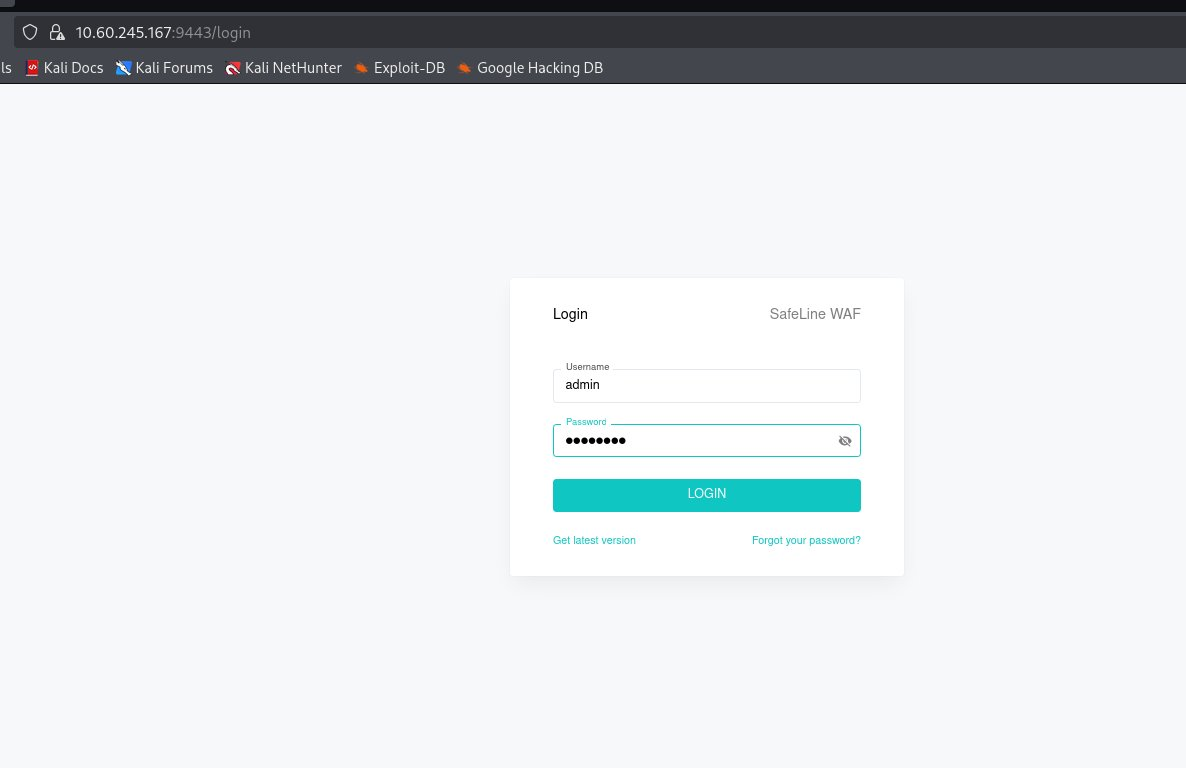 10.60.245.167:9443/login
ls Kali Docs Kali Forums Kali NetHunter Exploit-DB Google Hacking DB
Login SafeLine WAF
Username
admin
Password
••••••••
LOGIN
Get latest version Forgot your password?